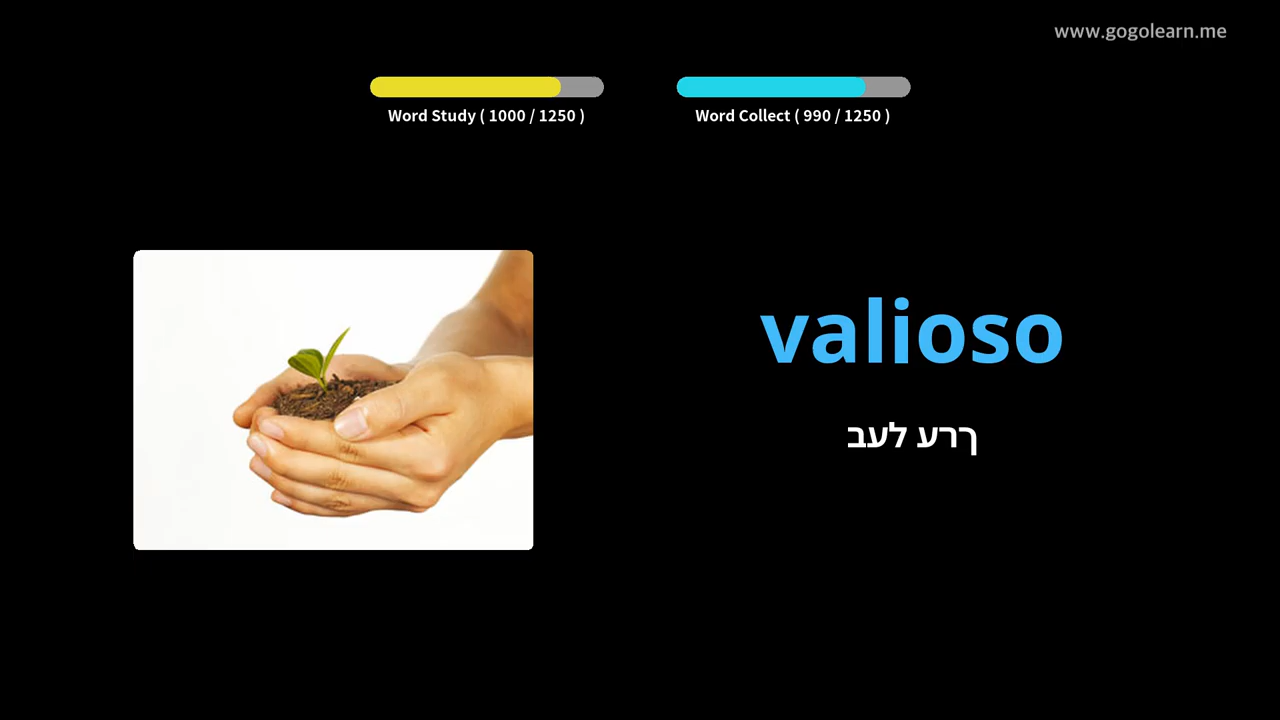 www.gogolearn.me
Word Study ( 1000 / 1250 )
Word Collect ( 990 / 1250 )
valioso
בעל ערך